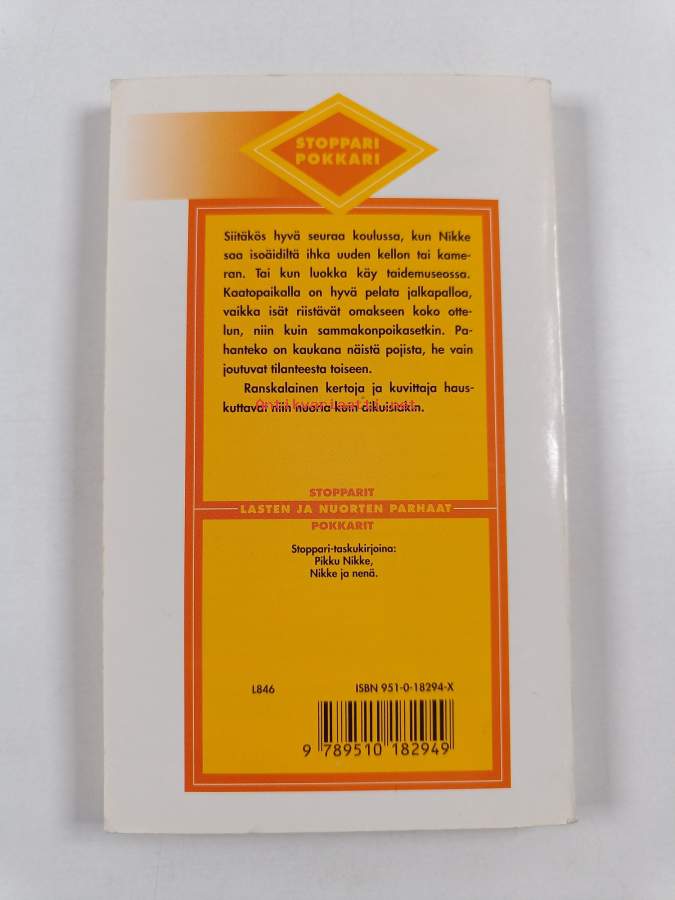 STOPPARI
POKKARI
Siitäkös hyvä seuraa koulussa, kun Nikke
saa isoäidiltä ihka uuden kellon tai kame-
ran. Tai kun luokka käy taidemuseossa.
Kaatopaikalla on hyvä pelata jalkapalloa,
vaikka isät riistävät omakseen koko otte-
lun, niin kuin sammakonpoikasetkin. Pa-
hanteko on kaukana näistä pojista, he vain
joutuvat tilanteesta toiseen.
Ranskalainen kertoja ja kuvittaja haus-
kuttavat niin nuoria kuin aikuisiakin.
Antikvariaatti.net
STOPPARIT
LASTEN JA NUORTEN PARHAAT
POKKARIT
Stoppari-taskukirjoina:
Pikku Nikke,
Nikke ja nenä.
L846 ISBN 951-0-18294-X
9 789510 182949